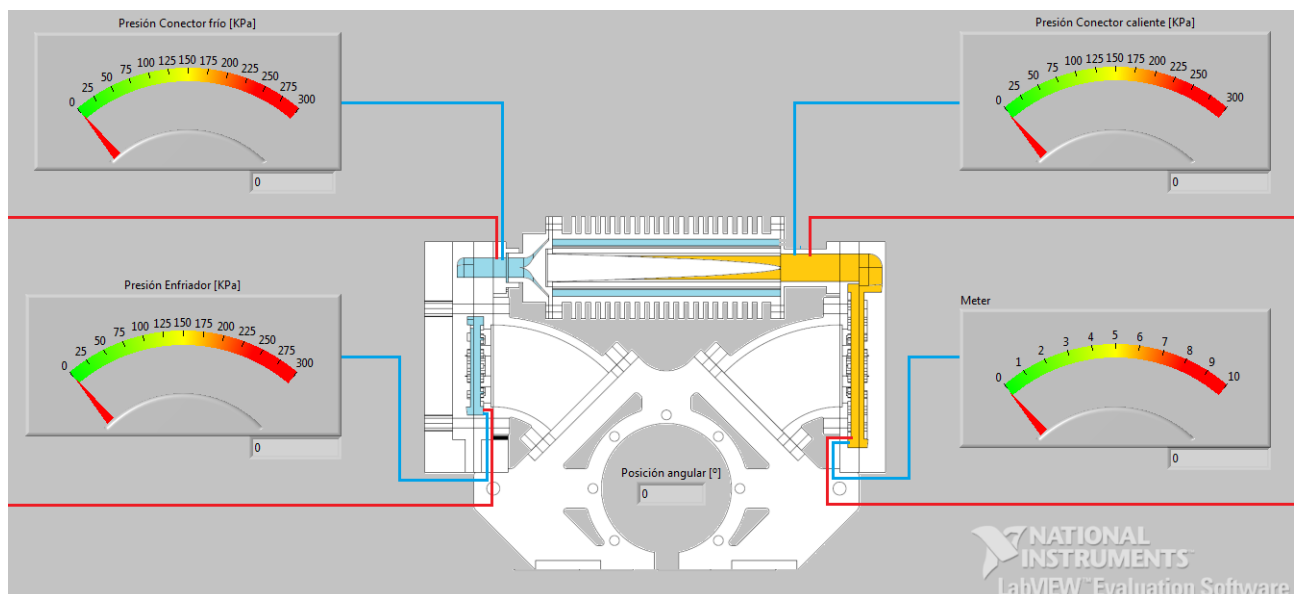 Presión Conector frío [KPa]
0 25 50 75 100 125 150 175 200 225 250 275 300
0
Presión Conector caliente [KPa]
0 25 50 75 100 125 150 175 200 225 250 300
0
Presión Enfriador [KPa]
0 25 50 75 100 125 150 175 200 225 250 275 300
0
Meter
0 1 2 3 4 5 6 7 8 9 10
0
Posición angular [º]
0
NATIONAL
INSTRUMENTS™
LabVIEW™ Evaluation Software